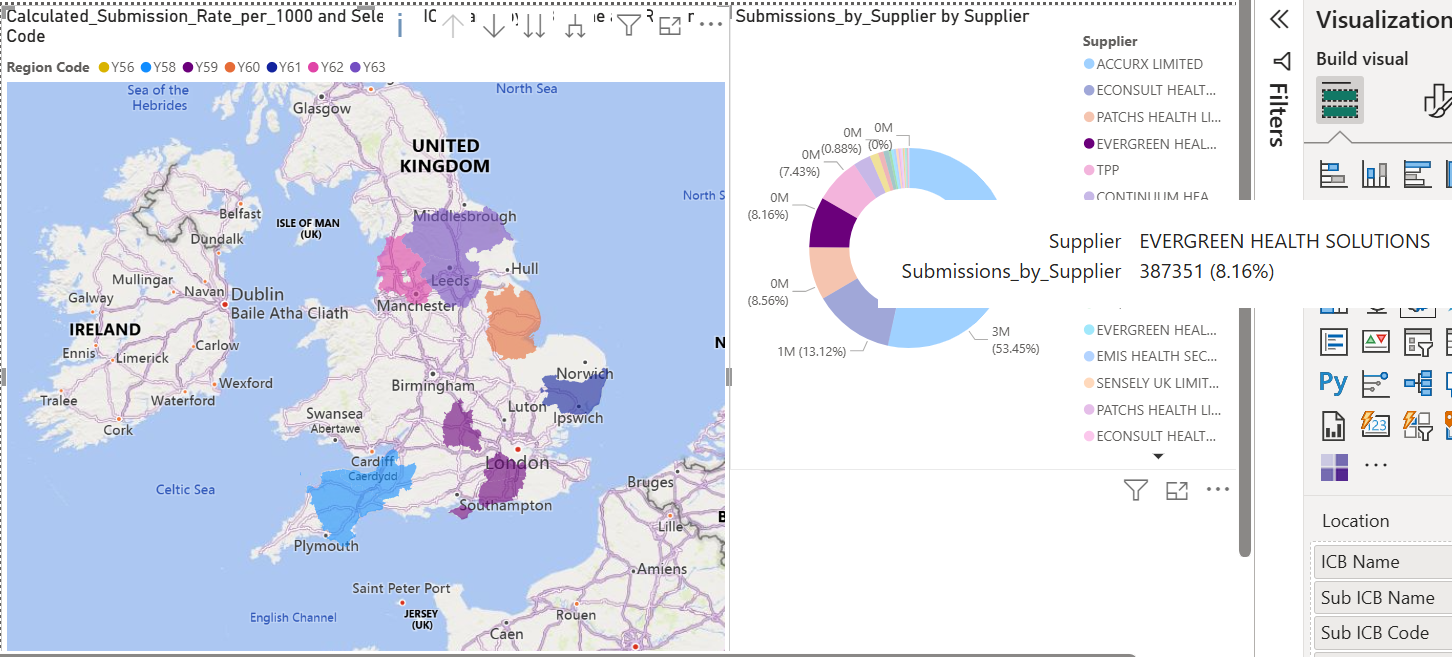 Calculated_Submission_Rate_per_1000 and Sele
Code
Region Code Y56 Y58 Y59 Y60 Y61 Y62 Y63
Sea of the
Hebrides
North Sea
Glasgow
UNITED
KINGDOM
North S
Belfast
ISLE OF MAN
(UK)
Middlesbrough
Dundalk
Hull
Mullingar
Navan
Leeds
Galway
Dublin
Baile Atha Cliath
Manchester
IRELAND
Carlow
Ennis
Limerick
N
Norwich
Wexford
Birmingham
Tralee
Waterford
Luton
Ipswich
Swansea
Abertawe
Cork
Cardiff
Caerdydd
London
Celtic Sea
Bruges
Southampton
B
Lille
Plymouth
Amiens
Saint Peter Port
English Channel
JERSEY
(UK)
Rouen
Caen
Submissions_by_Supplier by Supplier
Supplier
ACCURX LIMITED
ECONSULT HEALT...
PATCHS HEALTH LI...
EVERGREEN HEAL...
TPP
CONTINUUM HEA
0M
(0%)
0M
(0.88%)
0M
(7.43%)
0M
(8.16%)
0M
(8.56%)
1M (13.12%)
3M
(53.45%)
Supplier EVERGREEN HEALTH SOLUTIONS
Submissions_by_Supplier 387351 (8.16%)
EVERGREEN HEAL...
EMIS HEALTH SEC...
SENSELY UK LIMIT...
PATCHS HEALTH LI...
ECONSULT HEALT...
Filters
Visualization
Build visual
Py
123
Location
ICB Name
Sub ICB Name
Sub ICB Code